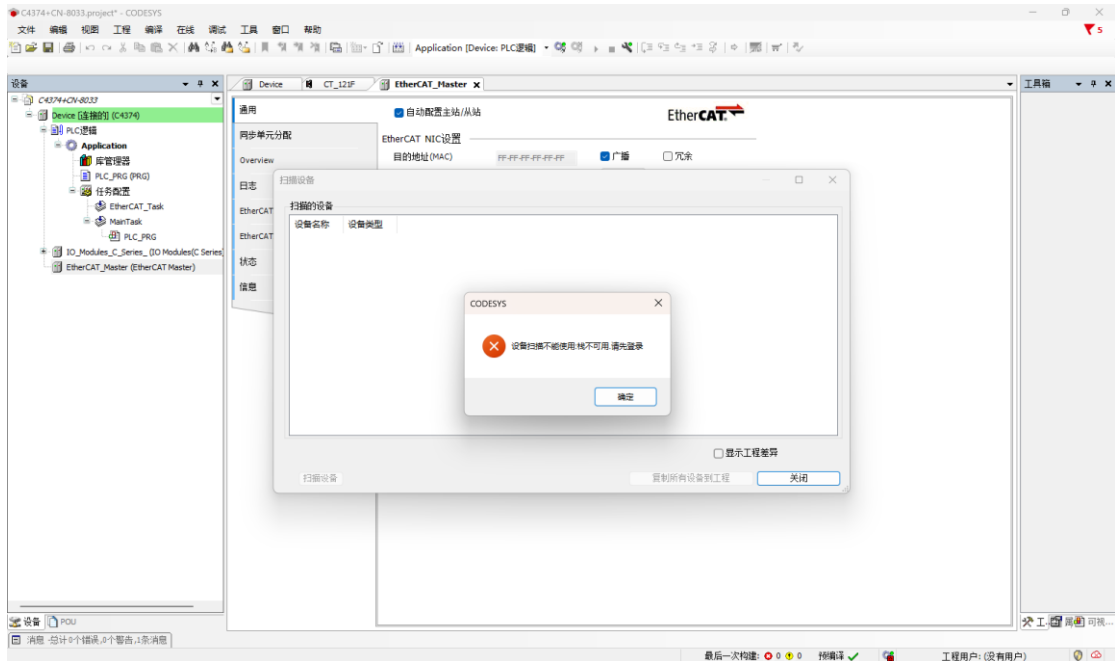 C4374+CN-8033.project* - CODESYS
文件 编辑 视图 工程 编译 在线 调试 工具 窗口 帮助
5
Application [Device: PLC逻辑]
设备
Device
CT_121F
EtherCAT_Master
工具箱
C4374+CN-8033
Device [连接的] (C4374)
PLC逻辑
Application
库管理器
PLC_PRG (PRG)
任务配置
EtherCAT_Task
MainTask
PLC_PRG
IO_Modules_C_Series_ (IO Modules(C Series
EtherCAT_Master (EtherCAT Master)
通用
同步单元分配
Overview
日志
EtherCAT
EtherCAT
状态
信息
自动配置主站/从站
EtherCAT
EtherCAT NIC设置
目的地址(MAC)
FF-FF-FF-FF-FF-FF
广播
冗余
扫描设备
扫描的设备
设备名称 设备类型
CODESYS
设备扫描不能使用:栈不可用.请先登录
确定
显示工程差异
扫描设备
复制所有设备到工程
关闭
设备
POU
工.
可视...
消息 -总计0个错误,0个警告,1条消息
最后一次构建: 0 0 预编译
工程用户: (没有用户)